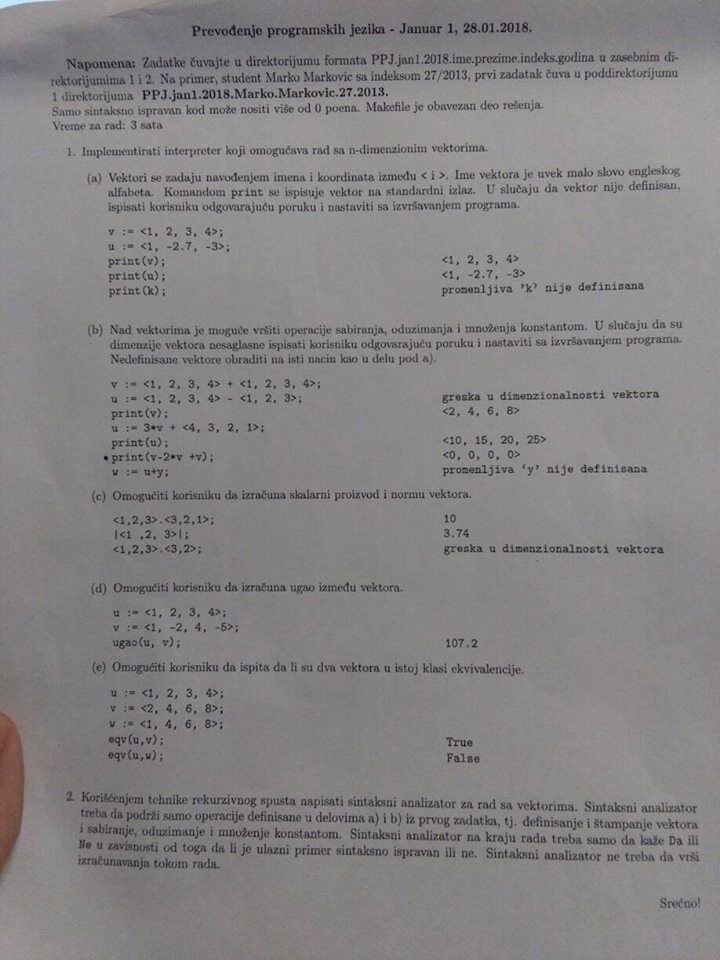 Prevođenje programskih jezika - Januar 1, 28.01.2018.
Napomena: Zadatke čuvajte u direktorijumu formata PPJ.jan1.2018.ime.prezime.indeks.godina u zasebnim di-
rektorijumima 1 i 2. Na primer, student Marko Markovic sa indeksom 27/2013, prvi zadatak čuva u poddirektorijumu
1 direktorijuma PPJ.jan1.2018.Marko.Markovic.27.2013.
Samo sintaksno ispravan kod može nositi više od 0 poena. Makefile je obavezan deo rešenja.
Vreme za rad: 3 sata
1. Implementirati interpreter koji omogućava rad sa n-dimenzionim vektorima.
(a) Vektori se zadaju navođenjem imena i koordinata između < i >. Ime vektora je uvek malo slovo engleskog
alfabeta. Komandom print se ispisuje vektor na standardni izlaz. U slučaju da vektor nije definisan,
ispisati korisniku odgovarajuću poruku i nastaviti sa izvršavanjem programa.
v := <1, 2, 3, 4>;
u := <1, -2.7, -3>;
print(v); <1, 2, 3, 4>
print(u); <1, -2.7, -3>
print(k); promenljiva 'k' nije definisana
(b) Nad vektorima je moguće vršiti operacije sabiranja, oduzimanja i množenja konstantom. U slučaju da su
dimenzije vektora nesaglasne ispisati korisniku odgovarajuću poruku i nastaviti sa izvršavanjem programa.
Nedefinisane vektore obraditi na isti nacin kao u delu pod a).
v := <1, 2, 3, 4> + <1, 2, 3, 4>;
u := <1, 2, 3, 4> - <1, 2, 3>; greska u dimenzionalnosti vektora
print(v); <2, 4, 6, 8>
u := 3*v + <4, 3, 2, 1>;
print(u); <10, 15, 20, 25>
print(v-2*v +v); <0, 0, 0, 0>
w := u+y; promenljiva 'y' nije definisana
(c) Omogućiti korisniku da izračuna skalarni proizvod i normu vektora.
<1,2,3>.<3,2,1>; 10
|<1 ,2, 3>|; 3.74
<1,2,3>.<3,2>; greska u dimenzionalnosti vektora
(d) Omogućiti korisniku da izračuna ugao između vektora.
u := <1, 2, 3, 4>;
v := <1, -2, 4, -5>;
ugao(u, v); 107.2
(e) Omogućiti korisniku da ispita da li su dva vektora u istoj klasi ekvivalencije.
u := <1, 2, 3, 4>;
v := <2, 4, 6, 8>;
w := <1, 4, 6, 8>;
eqv(u,v); True
eqv(u,w); False
2. Korišćenjem tehnike rekurzivnog spusta napisati sintaksni analizator za rad sa vektorima. Sintaksni analizator
treba da podrži samo operacije definisane u delovima a) i b) iz prvog zadatka, tj. definisanje i štampanje vektora
i sabiranje, oduzimanje i množenje konstantom. Sintaksni analizator na kraju rada treba samo da kaže Da ili
Ne u zavisnosti od toga da li je ulazni primer sintaksno ispravan ili ne. Sintaksni analizator ne treba da vrši
izračunavanja tokom rada.
Srećno!